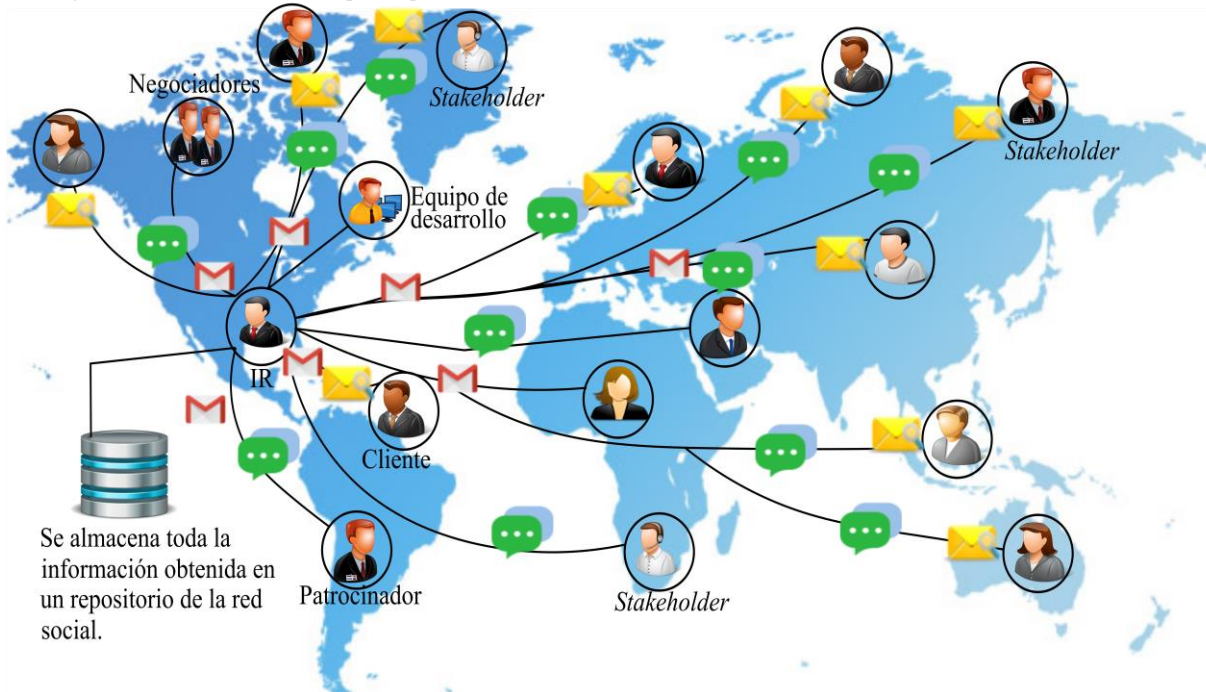 Negociadores
Stakeholder
Stakeholder
Equipo de
desarrollo
IR
Cliente
Se almacena toda la
información obtenida en
un repositorio de la red
social.
Patrocinador
Stakeholder